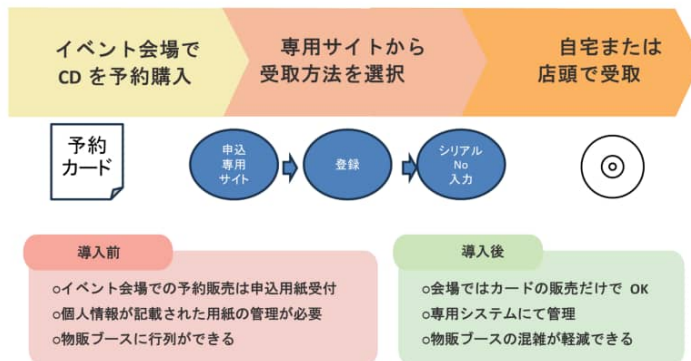 イベント会場で
CD を予約購入
専用サイトから
受取方法を選択
自宅または
店頭で受取
予約
カード
申込
専用
サイト
登録
シリアル
No
入力
導入前
○イベント会場での予約販売は申込用紙受付
○個人情報が記載された用紙の管理が必要
○物販ブースに行列ができる
導入後
○会場ではカードの販売だけで OK
○専用システムにて管理
○物販ブースの混雑が軽減できる